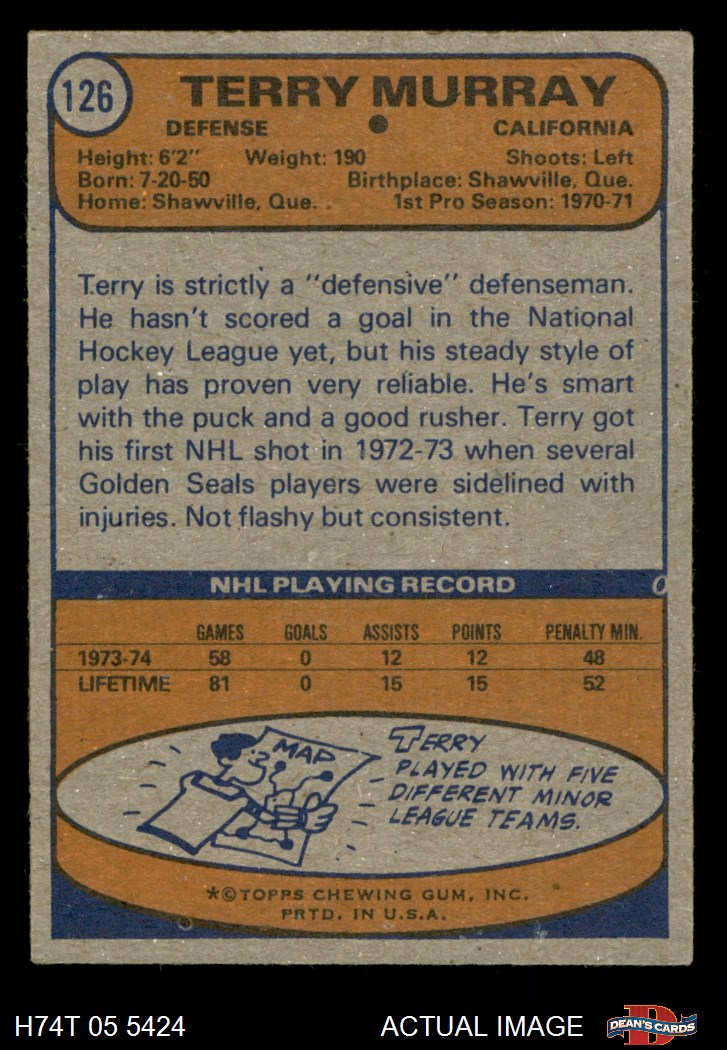 126
TERRY MURRAY
DEFENSE CALIFORNIA
Height: 6'2" Weight: 190 Shoots: Left
Born: 7-20-50 Birthplace: Shawville, Que.
Home: Shawville, Que. 1st Pro Season: 1970-71
Terry is strictly a "defensive" defenseman.
He hasn't scored a goal in the National
Hockey League yet, but his steady style of
play has proven very reliable. He's smart
with the puck and a good rusher. Terry got
his first NHL shot in 1972-73 when several
Golden Seals players were sidelined with
injuries. Not flashy but consistent.
NHL PLAYING RECORD
GAMES GOALS ASSISTS POINTS PENALTY MIN.
1973-74 58 0 12 12 48
LIFETIME 81 0 15 15 52
MAP
TERRY
PLAYED WITH FIVE
DIFFERENT MINOR
LEAGUE TEAMS.
*©TOPPS CHEWING GUM, INC.
PRTD. IN U.S.A.
H74T 05 5424 ACTUAL IMAGE D DEAN'S CARDS